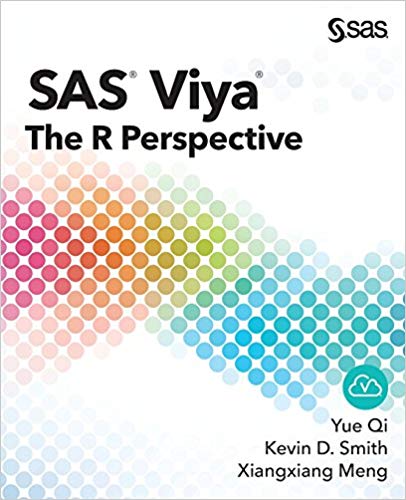 sas
SAS® Viya®
The R Perspective
V
Yue Qi
Kevin D. Smith
Xiangxiang Meng